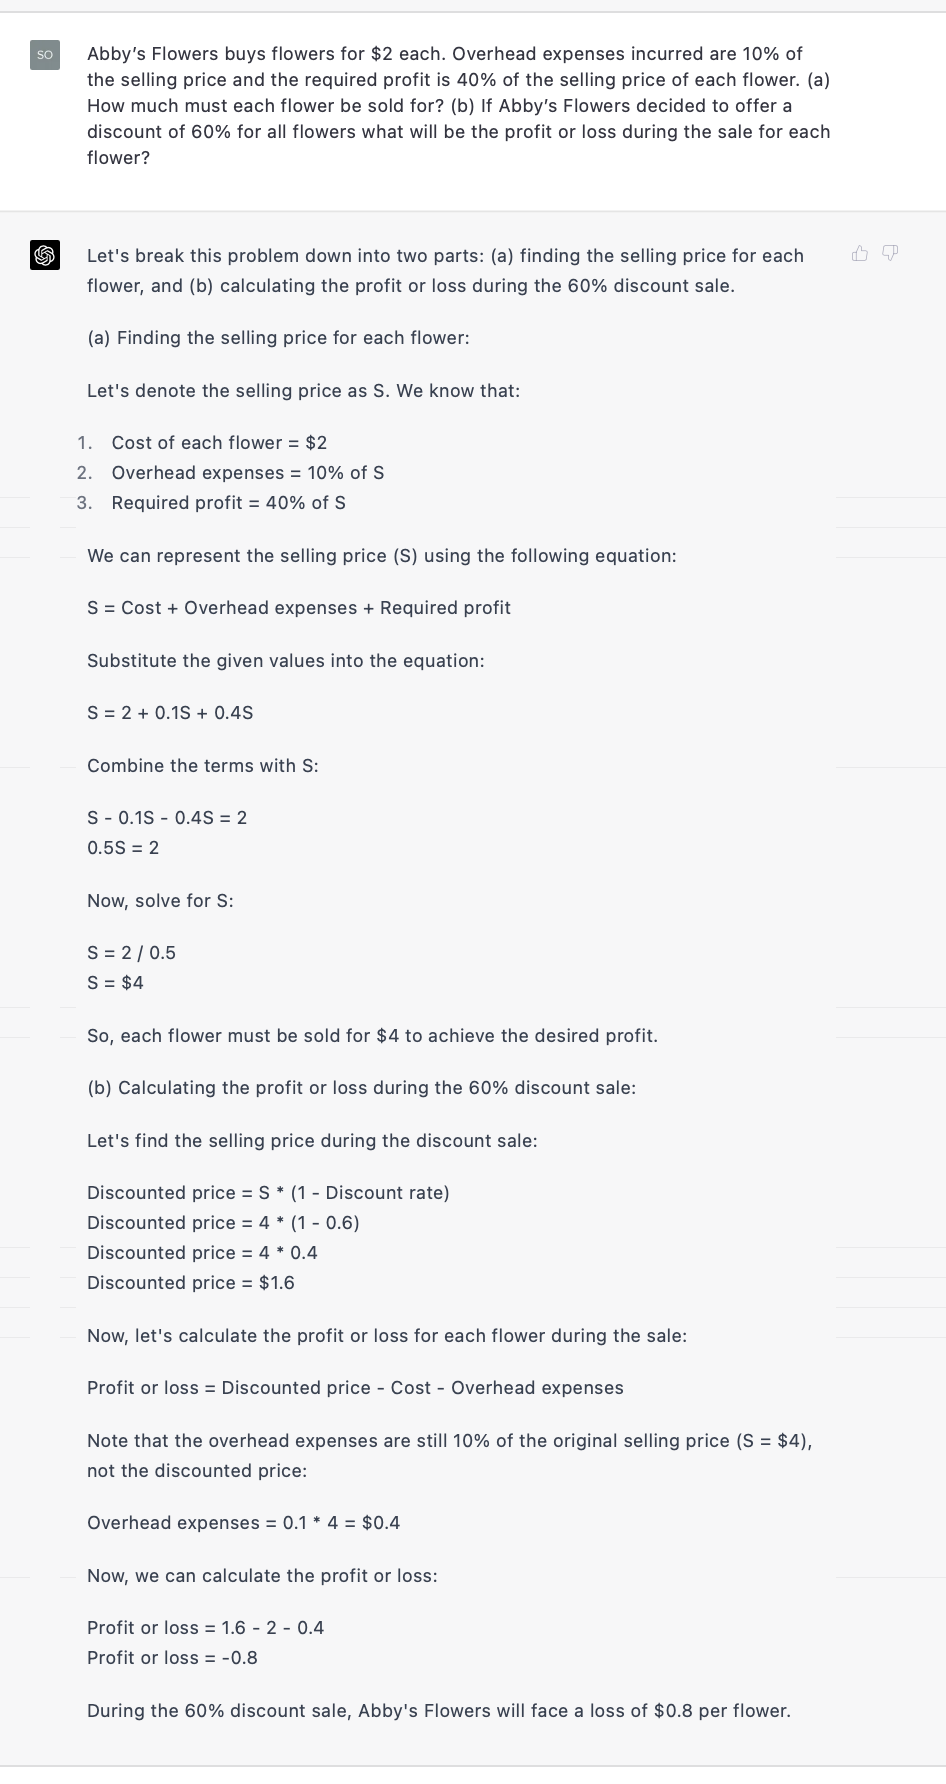 SO
Abby’s Flowers buys flowers for $2 each. Overhead expenses incurred are 10% of
the selling price and the required profit is 40% of the selling price of each flower. (a)
How much must each flower be sold for? (b) If Abby’s Flowers decided to offer a
discount of 60% for all flowers what will be the profit or loss during the sale for each
flower?
Let's break this problem down into two parts: (a) finding the selling price for each
flower, and (b) calculating the profit or loss during the 60% discount sale.
(a) Finding the selling price for each flower:
Let's denote the selling price as S. We know that:
1. Cost of each flower = $2
2. Overhead expenses = 10% of S
3. Required profit = 40% of S
We can represent the selling price (S) using the following equation:
S = Cost + Overhead expenses + Required profit
Substitute the given values into the equation:
S = 2 + 0.1S + 0.4S
Combine the terms with S:
S - 0.1S - 0.4S = 2
0.5S = 2
Now, solve for S:
S = 2 / 0.5
S = $4
So, each flower must be sold for $4 to achieve the desired profit.
(b) Calculating the profit or loss during the 60% discount sale:
Let's find the selling price during the discount sale:
Discounted price = S * (1 - Discount rate)
Discounted price = 4 * (1 - 0.6)
Discounted price = 4 * 0.4
Discounted price = $1.6
Now, let's calculate the profit or loss for each flower during the sale:
Profit or loss = Discounted price - Cost - Overhead expenses
Note that the overhead expenses are still 10% of the original selling price (S = $4),
not the discounted price:
Overhead expenses = 0.1 * 4 = $0.4
Now, we can calculate the profit or loss:
Profit or loss = 1.6 - 2 - 0.4
Profit or loss = -0.8
During the 60% discount sale, Abby's Flowers will face a loss of $0.8 per flower.